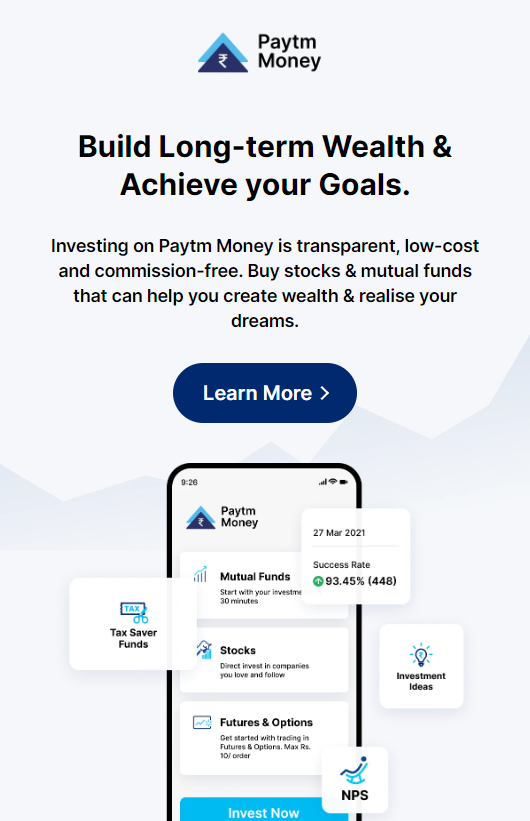 Paytm
Money
Build Long-term Wealth &
Achieve your Goals.
Investing on Paytm Money is transparent, low-cost
and commission-free. Buy stocks & mutual funds
that can help you create wealth & realise your
dreams.
Learn More
9:26
Paytm
Money
27 Mar 2021
Success Rate
93.45% (448)
Mutual Funds
Start with your investme
30 minutes
TAX
Tax Saver
Funds
Stocks
Direct invest in companies
you love and follow
Investment
Ideas
Futures & Options
Get started with trading in
Futures & Options. Max Rs.
10/ order
NPS
Invest Now